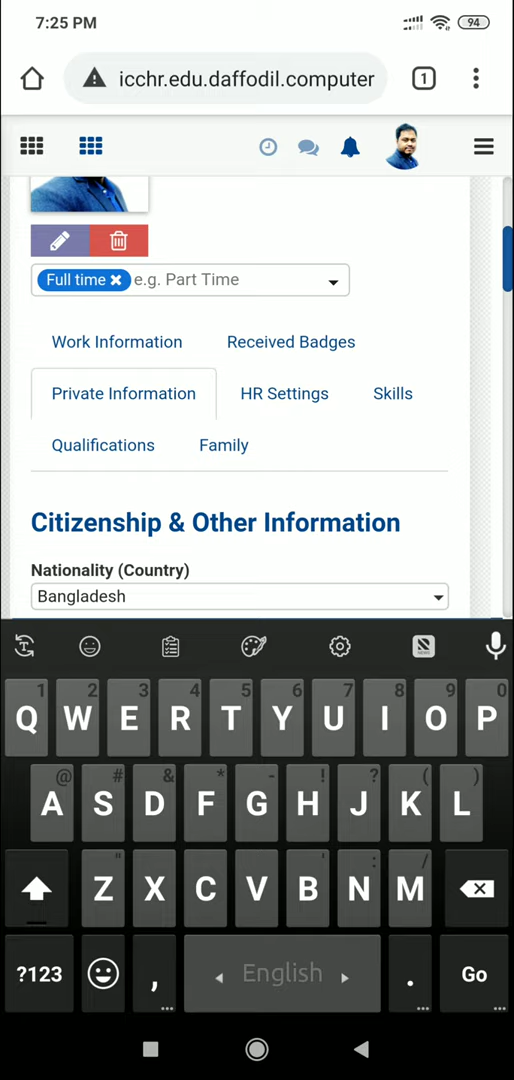 7:25 PM 94
icchr.edu.daffodil.computer 1
Full time e.g. Part Time
Work Information Received Badges
Private Information HR Settings Skills
Qualifications Family
Citizenship & Other Information
Nationality (Country)
Bangladesh
1 2 3 4 5 6 7 8 9 0
Q W E R T Y U I O P
@ # & * - ! ? ( )
A S D F G H J K L
" ' : /
Z X C V B N M
?123 , English . Go